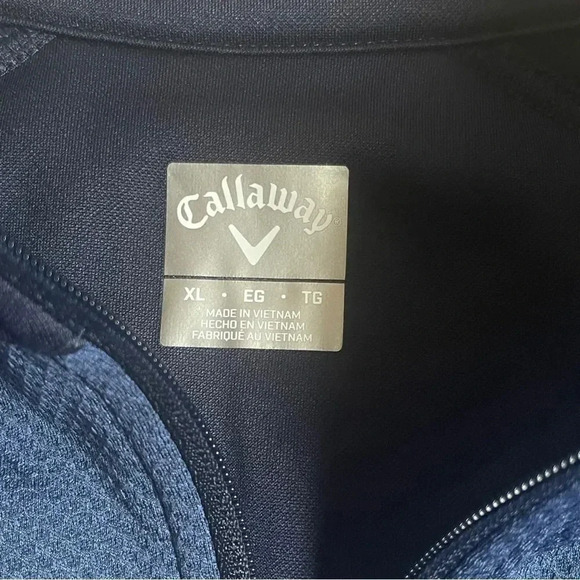 Callaway
XL • EG • TG
MADE IN VIETNAM
HECHO EN VIETNAM
FABRIQUÉ AU VIETNAM